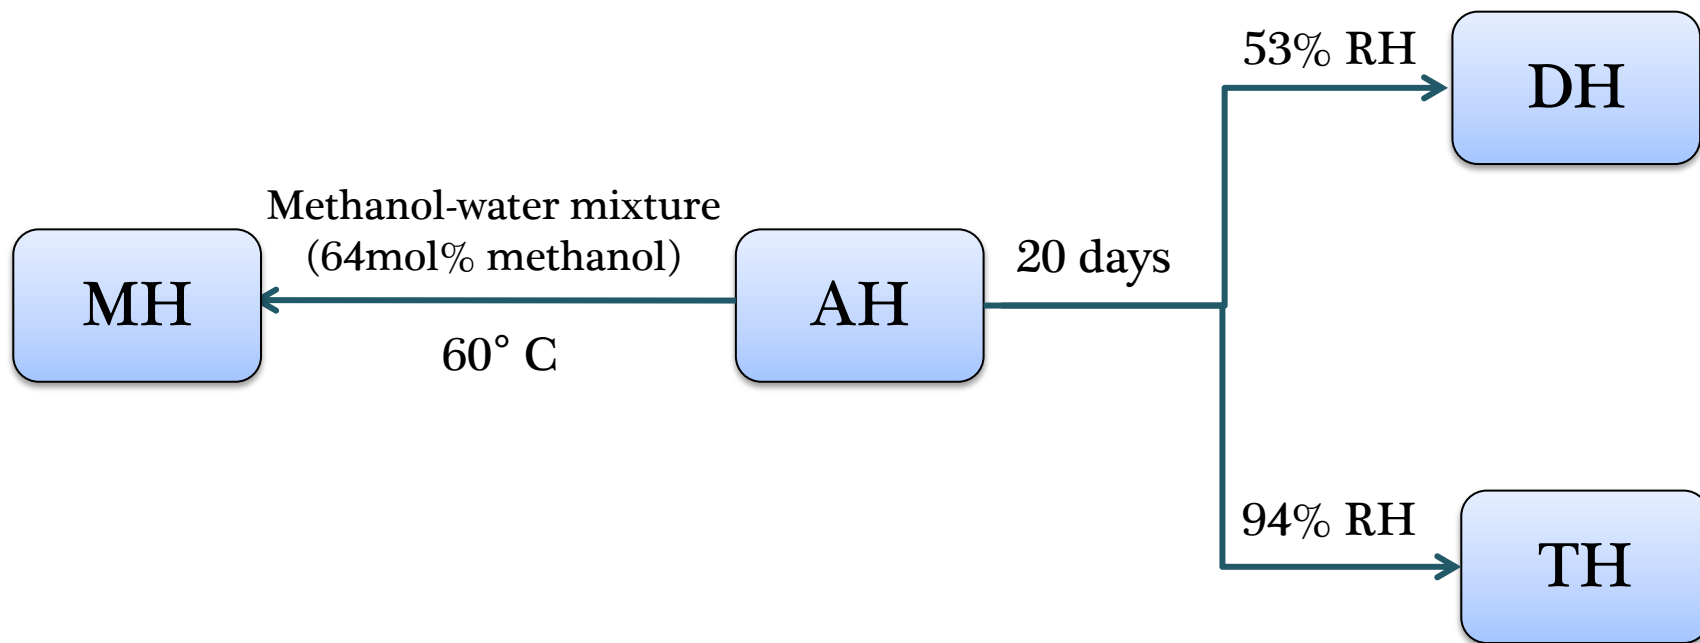 53% RH
DH
Methanol-water mixture
(64mol% methanol)
MH
AH
20 days
60° C
94% RH
TH